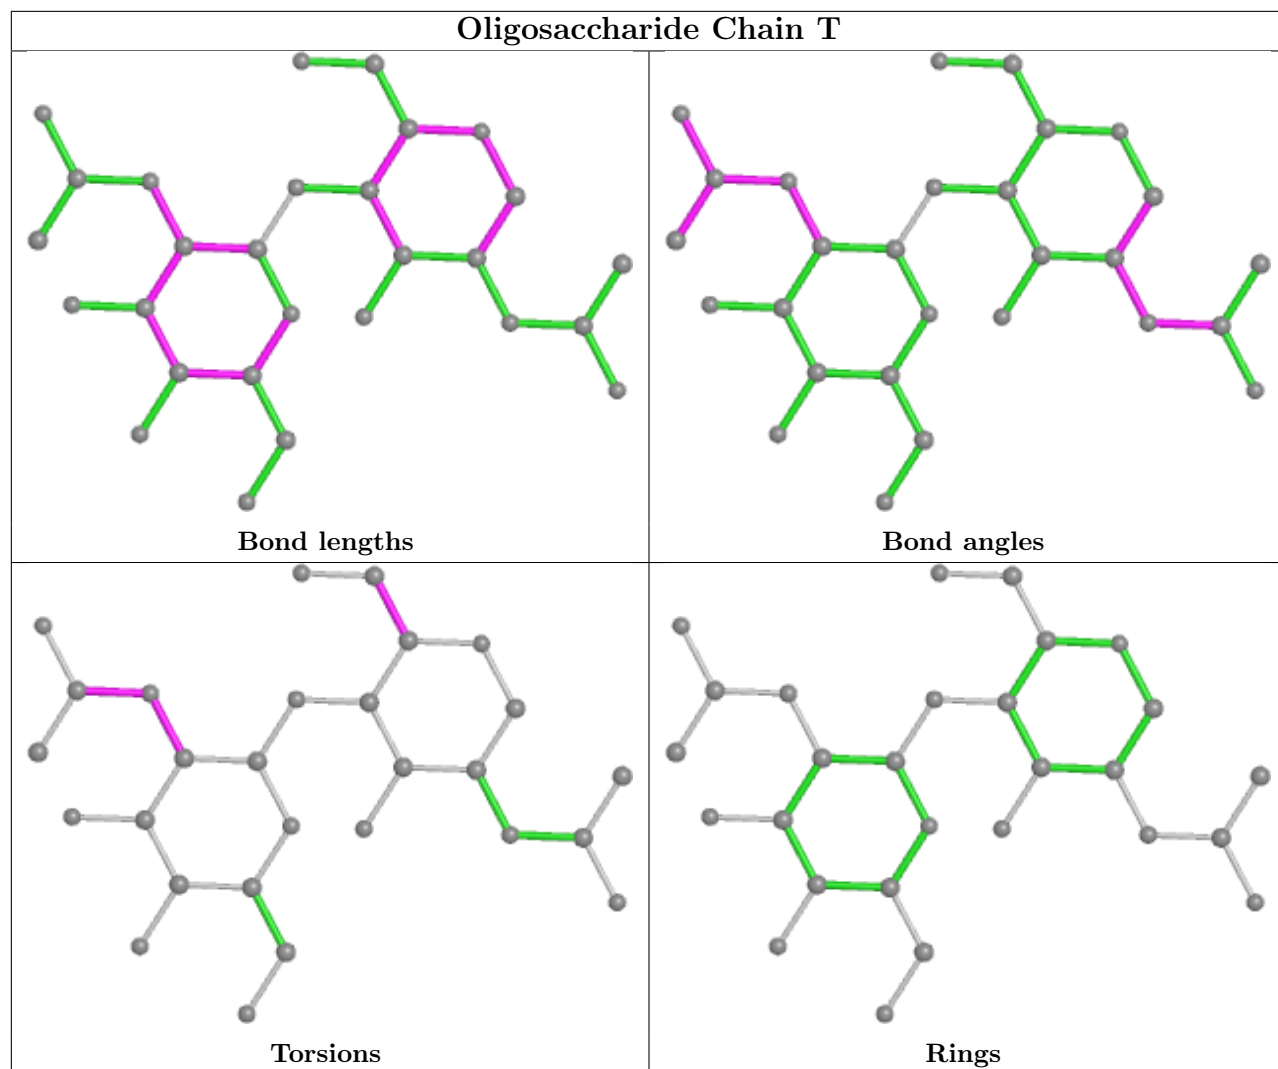 Oligosaccharide Chain T
Bond lengths
Bond angles
Torsions
Rings